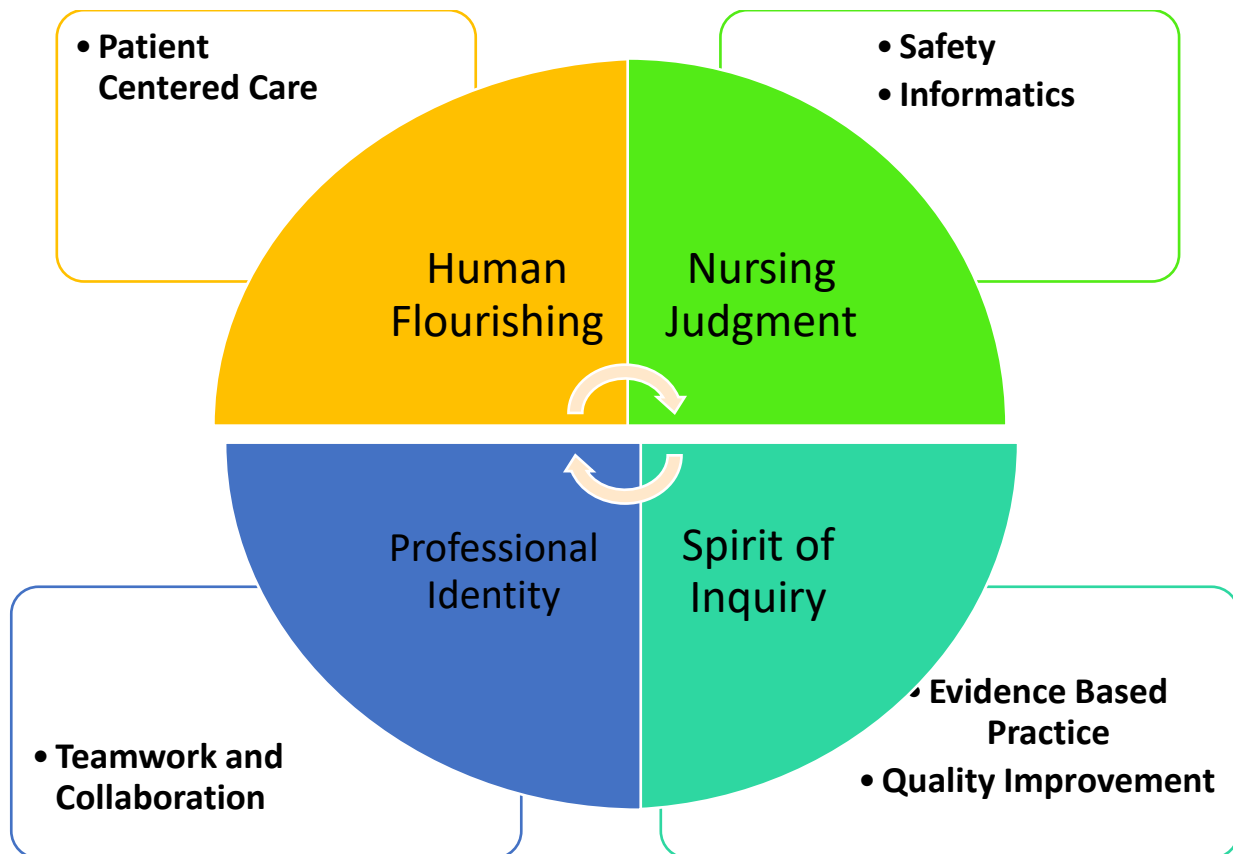 • Patient
Centered Care
• Safety
• Informatics
Human
Flourishing
Nursing
Judgment
Professional
Identity
Spirit of
Inquiry
• Teamwork and
Collaboration
• Evidence Based
Practice
• Quality Improvement